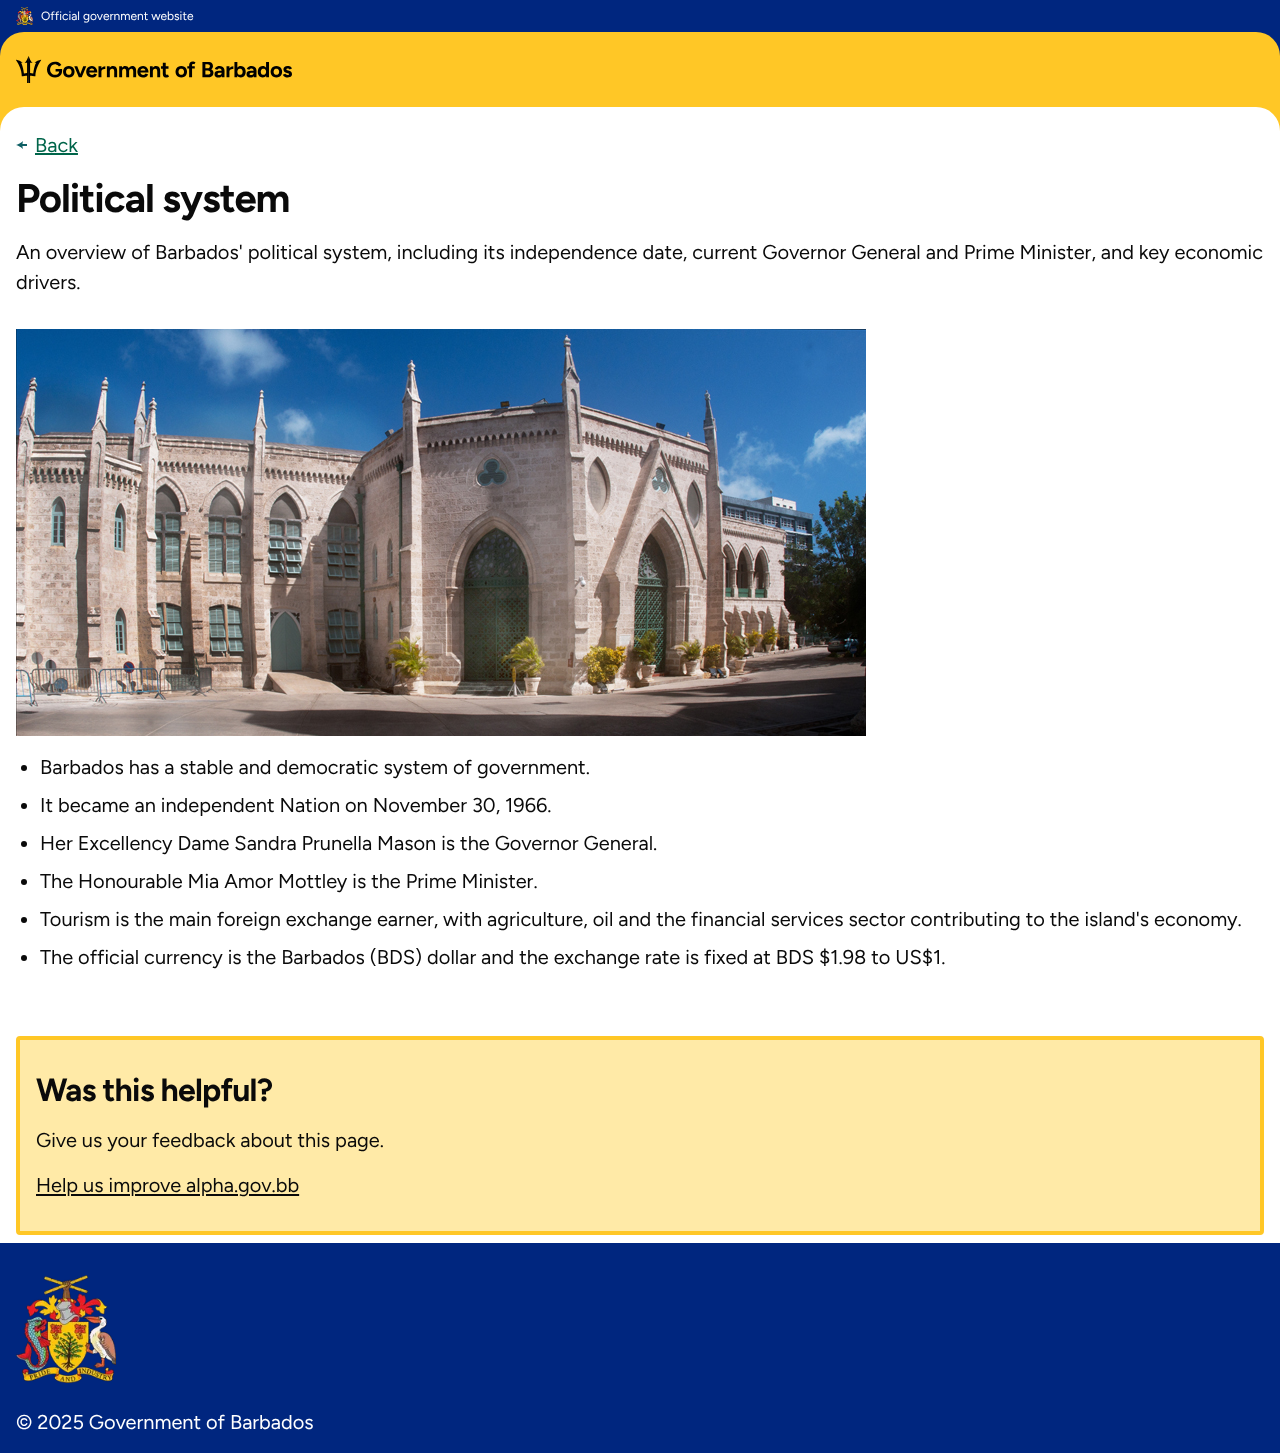 Official government website
Government of Barbados
Back
Political system
An overview of Barbados' political system, including its independence date, current Governor General and Prime Minister, and key economic
drivers.
Barbados has a stable and democratic system of government.
It became an independent Nation on November 30, 1966.
Her Excellency Dame Sandra Prunella Mason is the Governor General.
The Honourable Mia Amor Mottley is the Prime Minister.
Tourism is the main foreign exchange earner, with agriculture, oil and the financial services sector contributing to the island's economy.
The official currency is the Barbados (BDS) dollar and the exchange rate is fixed at BDS $1.98 to US$1.
Was this helpful?
Give us your feedback about this page.
Help us improve alpha.gov.bb
PRIDE AND INDUSTRY
© 2025 Government of Barbados